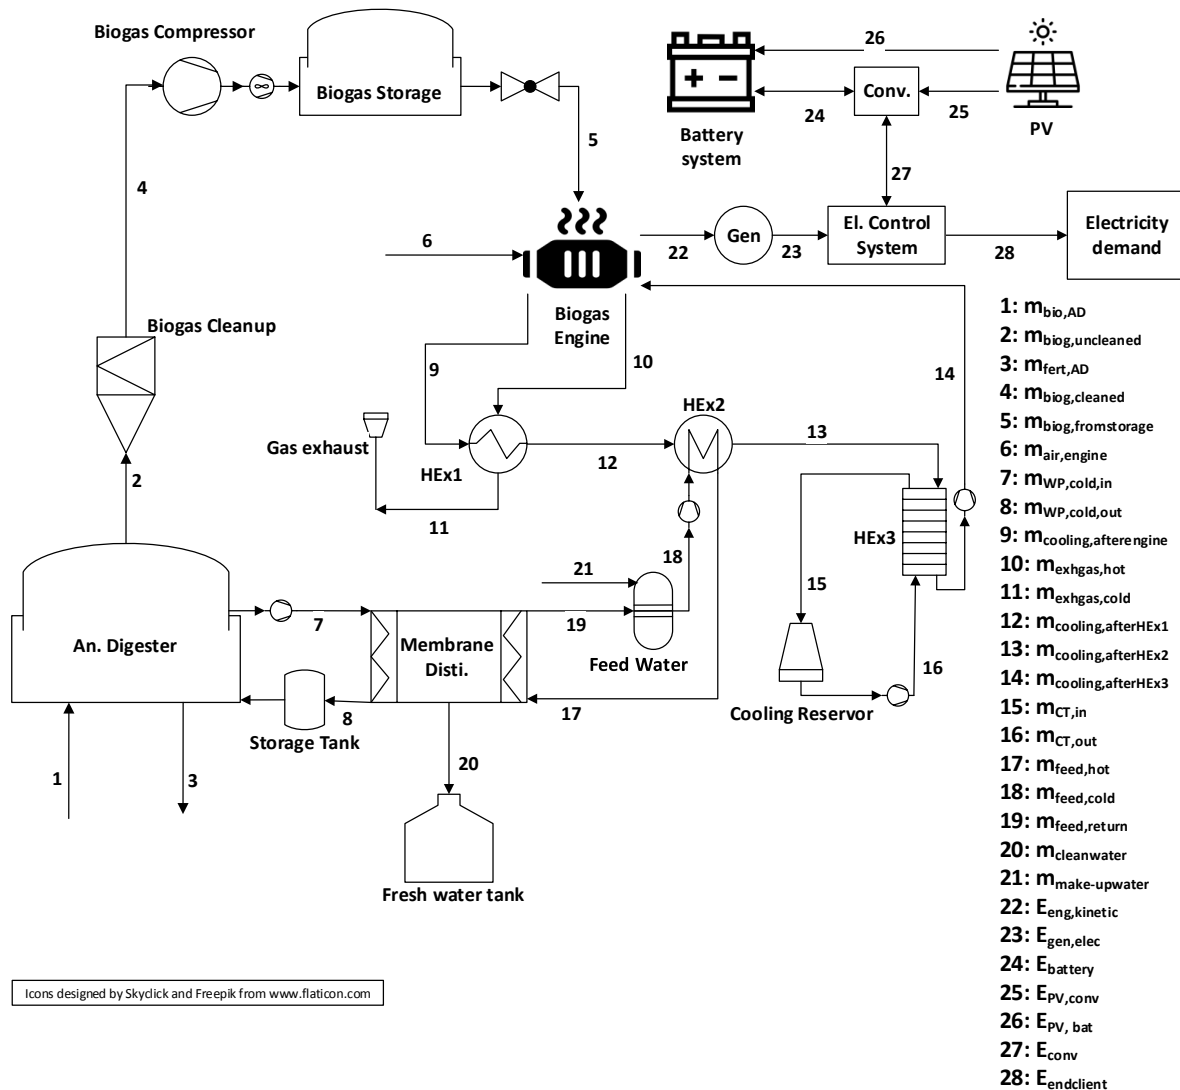 Biogas Compressor
Biogas Storage
26
Conv.
24
25
Battery
system
PV
5
4
27
6
22
Gen
23
El. Control
System
28
Electricity
demand
Biogas
Engine
Biogas Cleanup
9
10
14
HEx2
Gas exhaust
HEx1
12
13
2
11
18
HEx3
21
15
An. Digester
7
Membrane
Disti.
19
Feed Water
16
8
17
Cooling Reservor
Storage Tank
1
3
20
Fresh water tank
1: mbio,AD
2: mbiog,uncleaned
3: mfert,AD
4: mbiog,cleaned
5: mbiog,fromstorage
6: mair,engine
7: mWP,cold,in
8: mWP,cold,out
9: mcooling,afterengine
10: mexhgas,hot
11: mexhgas,cold
12: mcooling,afterHEx1
13: mcooling,afterHEx2
14: mcooling,afterHEx3
15: mCT,in
16: mCT,out
17: mfeed,hot
18: mfeed,cold
19: mfeed,return
20: mcleanwater
21: mmake-upwater
22: Eeng,kinetic
23: Egen,elec
24: Ebattery
25: EPV,conv
26: EPV, bat
27: Econv
28: Eendclient
Icons designed by Skyclick and Freepik from www.flaticon.com